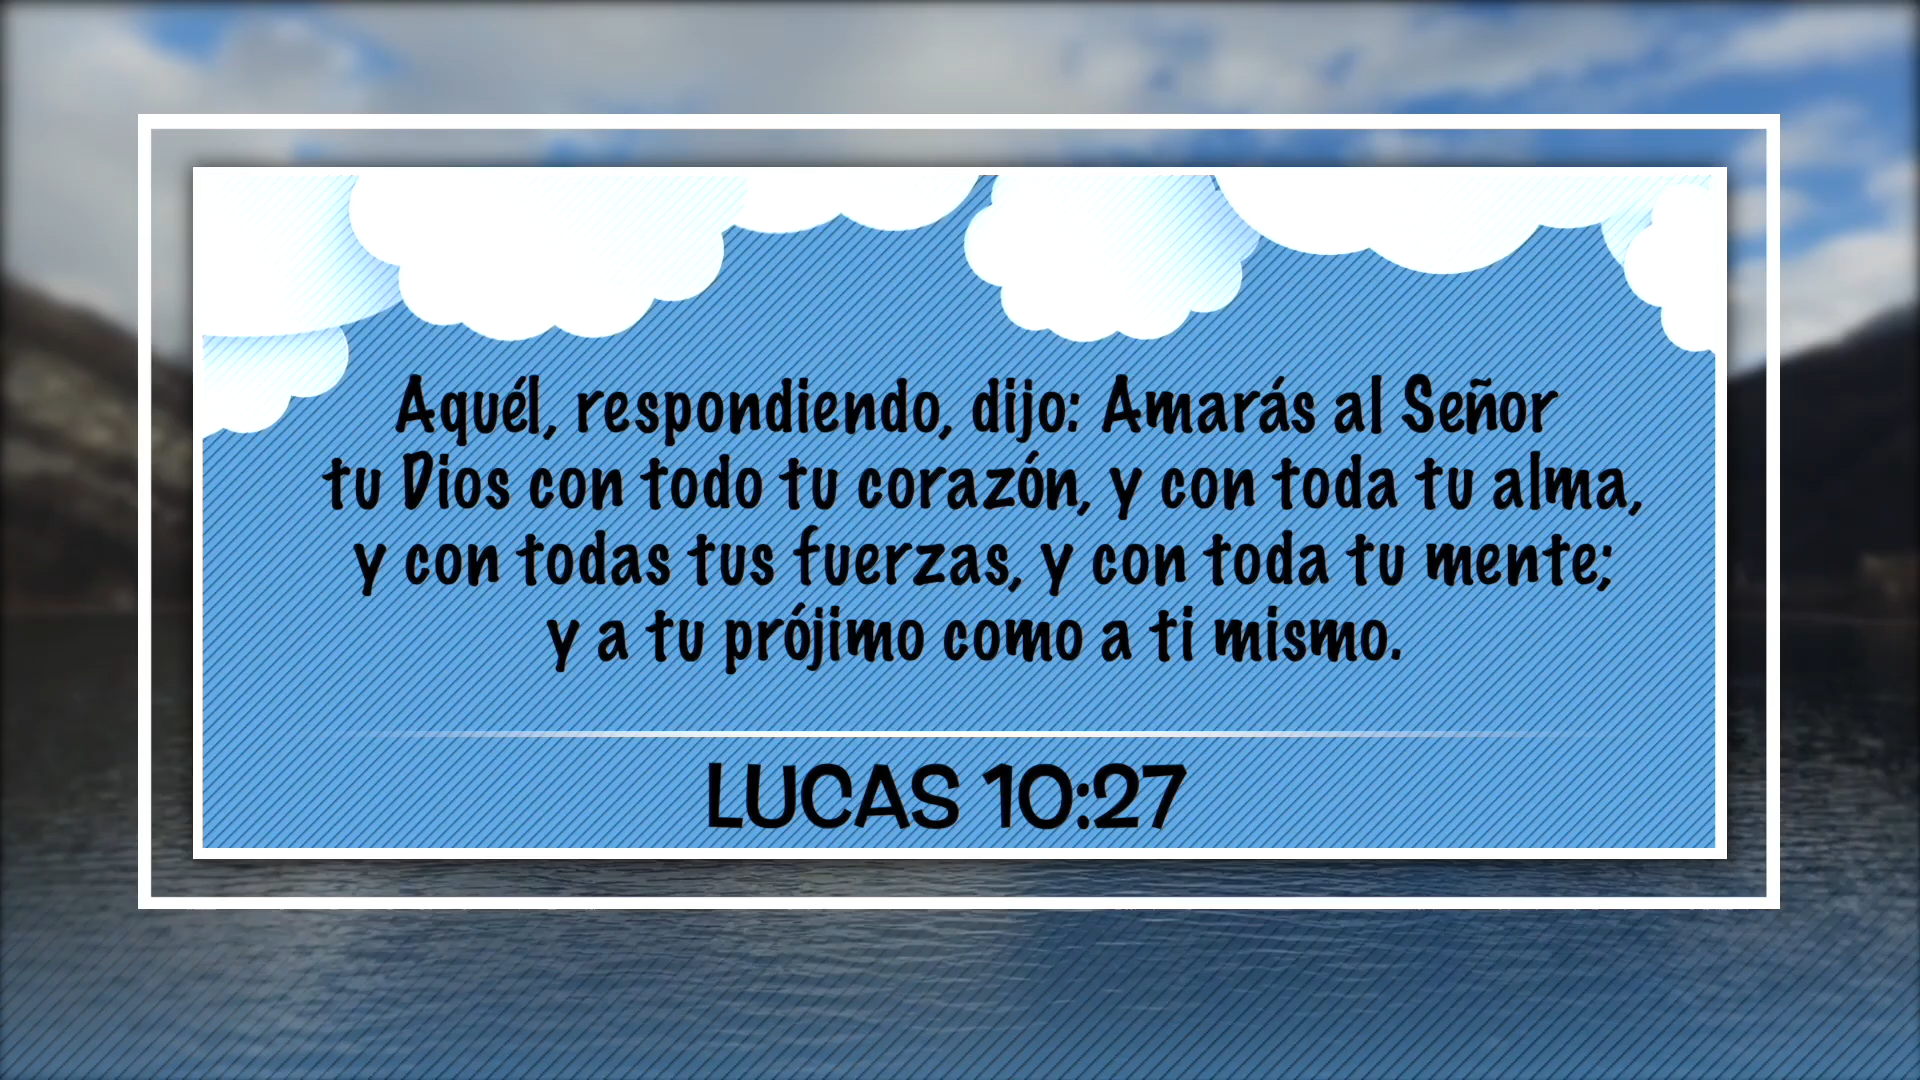 Aquél, respondiendo, dijo: Amarás al Señor
tu Dios con todo tu corazón, y con toda tu alma,
y con todas tus fuerzas, y con toda tu mente;
y a tu prójimo como a ti mismo.
LUCAS 10:27